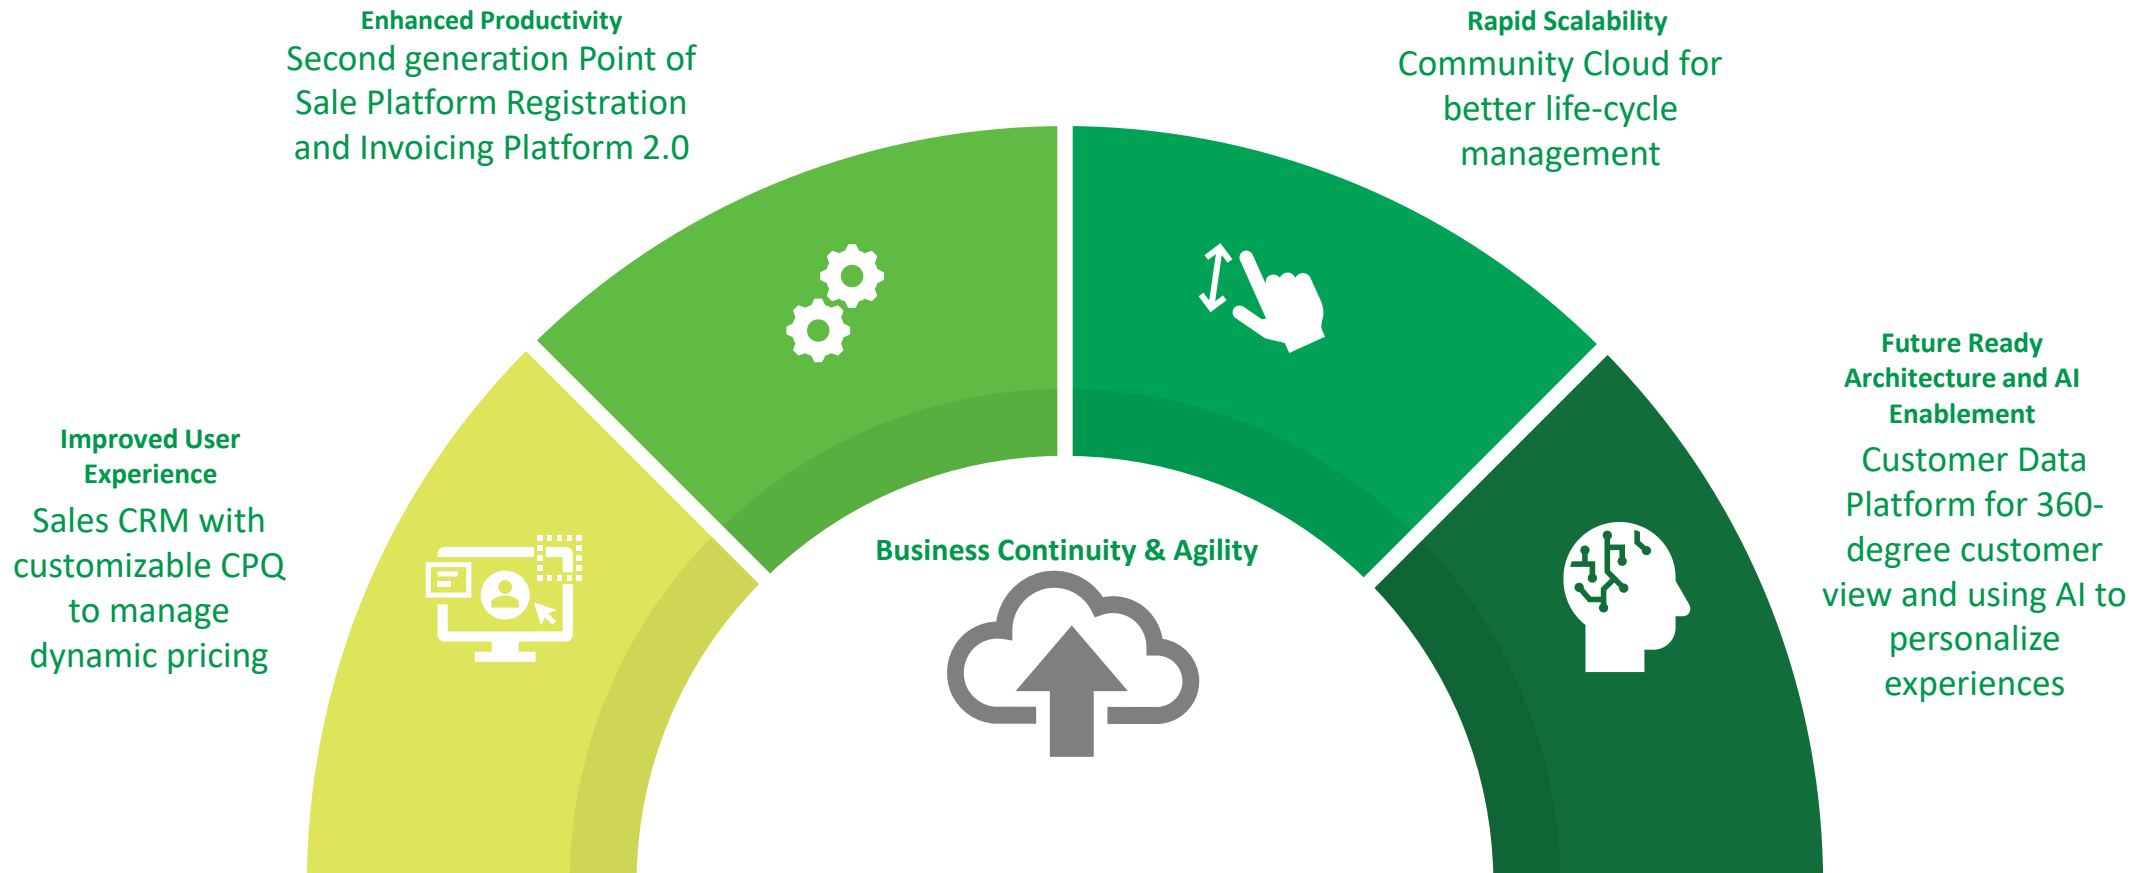 Enhanced Productivity
Second generation Point of
Sale Platform Registration
and Invoicing Platform 2.0
Rapid Scalability
Community Cloud for
better life-cycle
management
Improved User
Experience
Sales CRM with
customizable CPQ
to manage
dynamic pricing
Business Continuity & Agility
Future Ready
Architecture and AI
Enablement
Customer Data
Platform for 360-
degree customer
view and using AI to
personalize
experiences